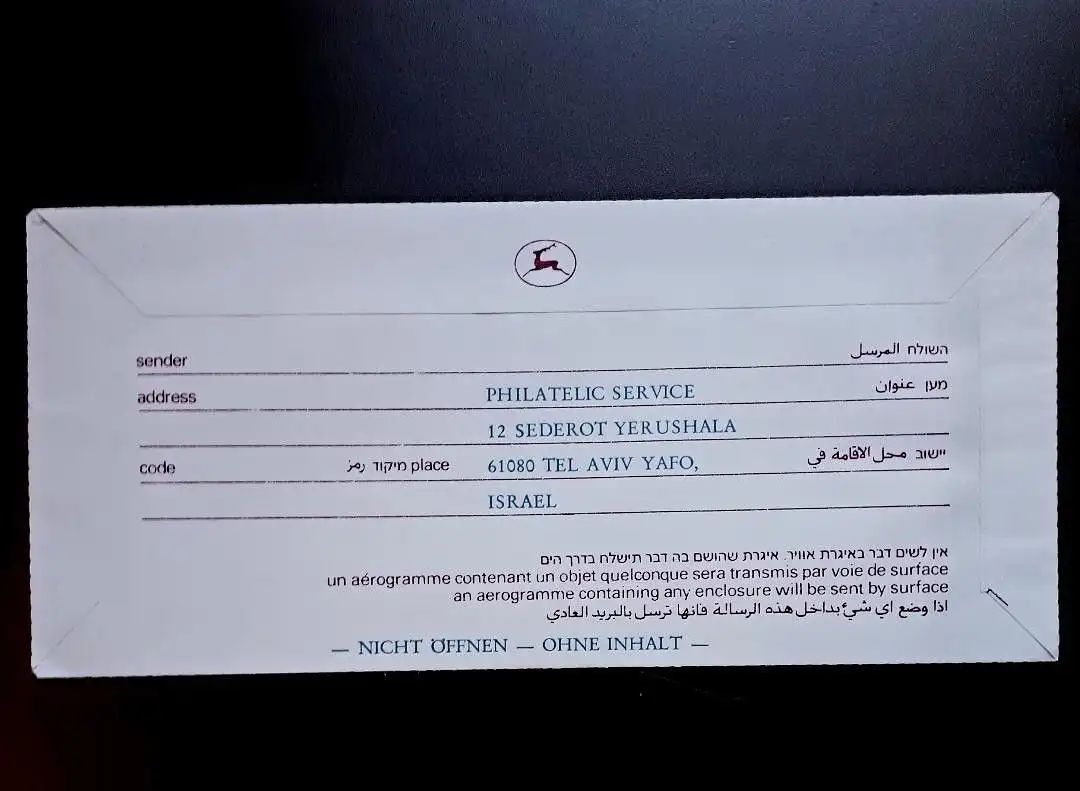 sender השולח المرسل
address PHILATELIC SERVICE מען عنوان
12 SEDEROT YERUSHALA
code מיקוד رمز place 61080 TEL AVIV YAFO, יישוב محل الاقامة في
ISRAEL
אין לשים דבר באיגרת אוויר. איגרת שהושם בה דבר תישלח בדרך הים
un aérogramme contenant un objet quelconque sera transmis par voie de surface
an aerogramme containing any enclosure will be sent by surface
اذا وضع اي شيء بداخل هذه الرسالة فانها ترسل بالبريد العادي
— NICHT ÖFFNEN — OHNE INHALT —